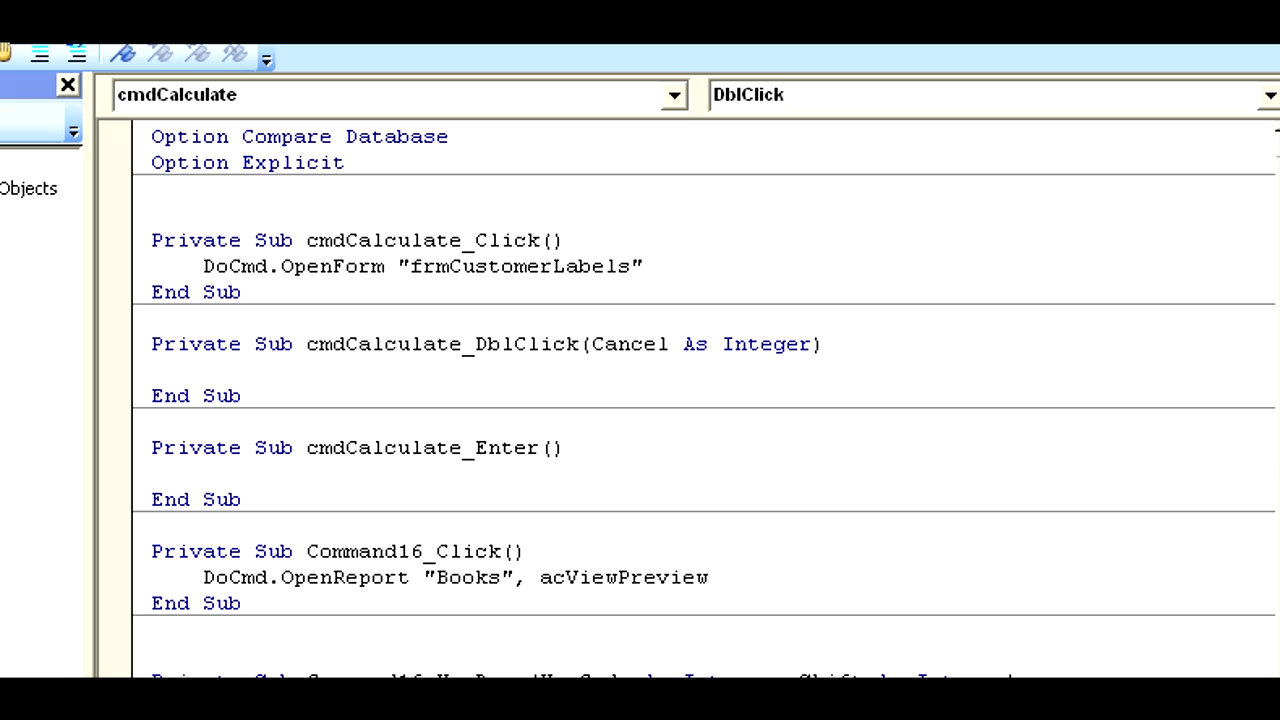 cmdCalculate
DblClick
Objects
Option Compare Database
Option Explicit
Private Sub cmdCalculate_Click()
DoCmd.OpenForm "frmCustomerLabels"
End Sub
Private Sub cmdCalculate_DblClick(Cancel As Integer)
End Sub
Private Sub cmdCalculate_Enter()
End Sub
Private Sub Command16_Click()
DoCmd.OpenReport "Books", acViewPreview
End Sub